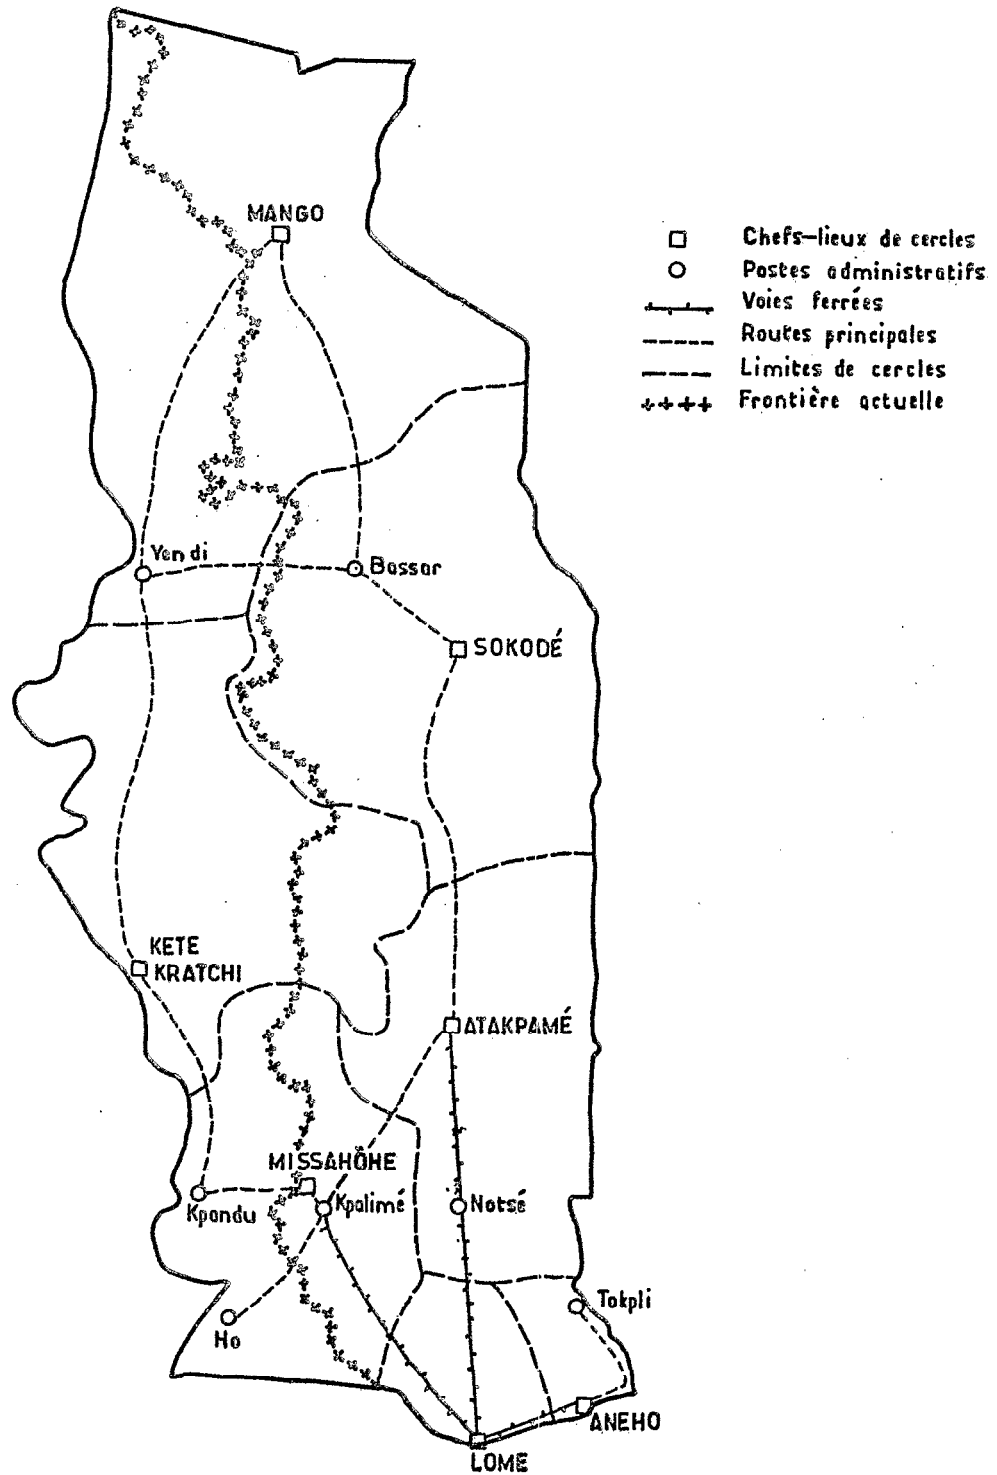 MANGO
Chefs-lieux de cercles
Postes administratifs
Voies ferrées
Routes principales
Limites de cercles
Frontière actuelle
Yendi
Bassar
SOKODÉ
KETE
KRATCHI
ATAKPAMÉ
MISSAHÖHE
Kpandu
Kpalimé
Notsé
Tokpli
Ho
ANEHO
LOME